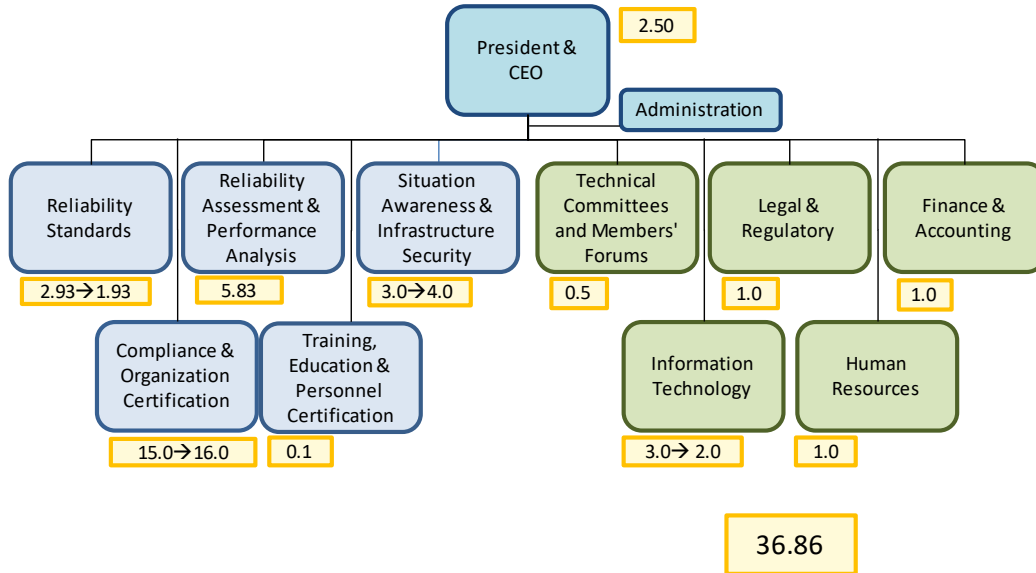 2.50
President &
CEO
Administration
Reliability
Standards
Reliability
Assessment &
Performance
Analysis
Situation
Awareness &
Infrastructure
Security
Technical
Committees
and Members'
Forums
Legal &
Regulatory
Finance &
Accounting
2.93→1.93
5.83
3.0→4.0
0.5
1.0
1.0
Compliance &
Organization
Certification
Training,
Education &
Personnel
Certification
Information
Technology
Human
Resources
15.0→16.0
0.1
3.0→ 2.0
1.0
36.86